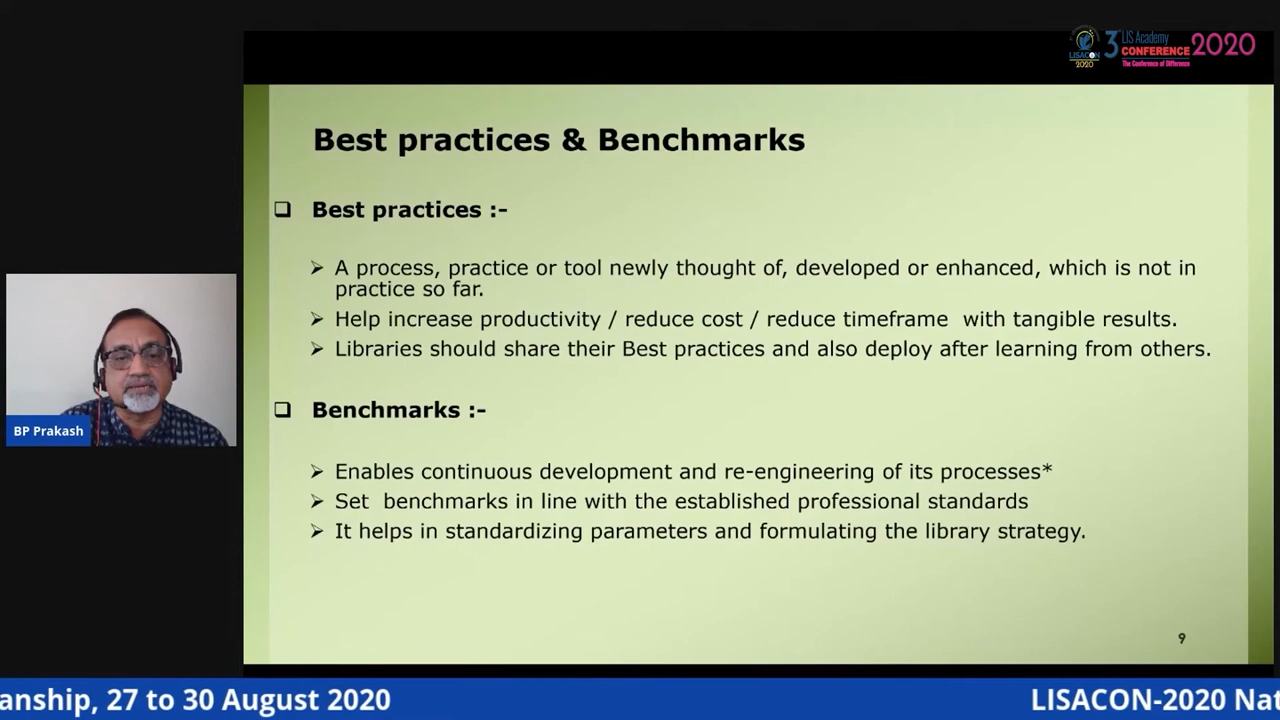 LISACON
2020
3 LIS Academy
CONFERENCE 2020
The Conference of Difference
Best practices & Benchmarks
Best practices :-
A process, practice or tool newly thought of, developed or enhanced, which is not in
practice so far.
Help increase productivity / reduce cost / reduce timeframe  with tangible results.
Libraries should share their Best practices and also deploy after learning from others.
Benchmarks :-
Enables continuous development and re-engineering of its processes*
Set  benchmarks in line with the established professional standards
It helps in standardizing parameters and formulating the library strategy.
9
BP Prakash
anship, 27 to 30 August 2020
LISACON-2020 Nat